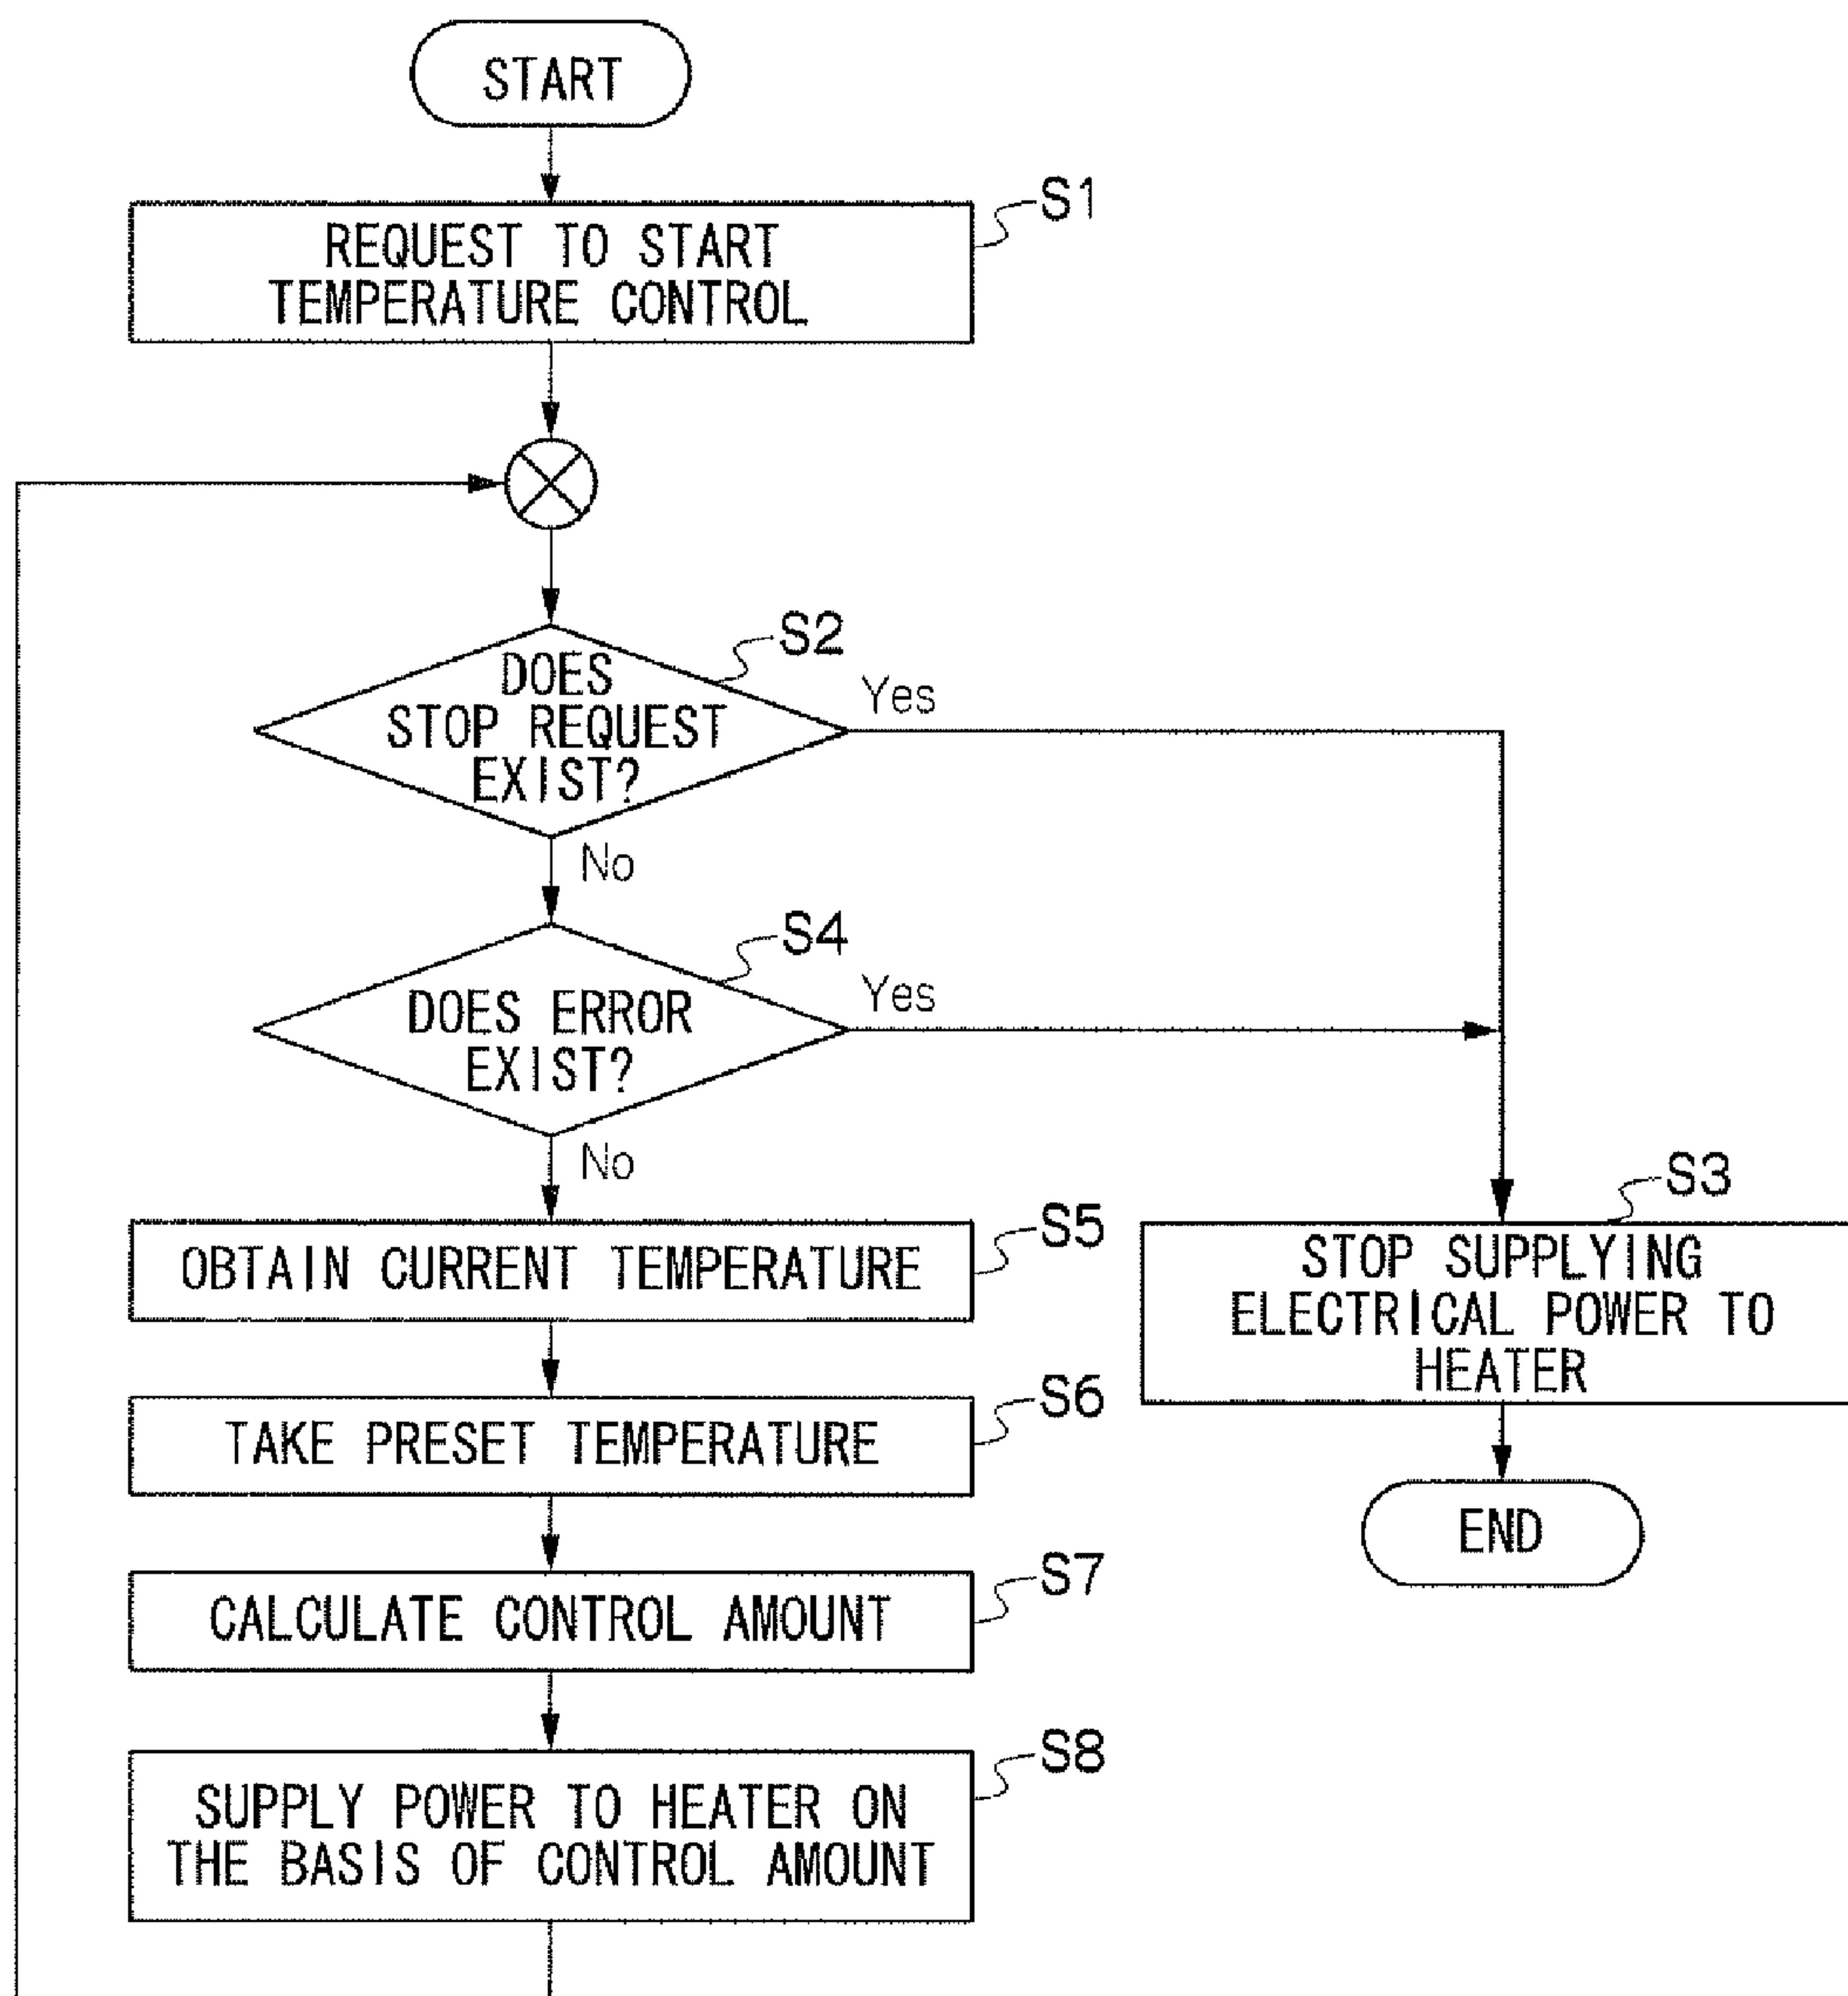 START
S1
REQUEST TO START
TEMPERATURE CONTROL
S2
DOES
STOP REQUEST
EXIST?
Yes
No
S4
DOES ERROR
EXIST?
Yes
No
S5
OBTAIN CURRENT TEMPERATURE
S3
STOP SUPPLYING
ELECTRICAL POWER TO
HEATER
S6
TAKE PRESET TEMPERATURE
END
S7
CALCULATE CONTROL AMOUNT
S8
SUPPLY POWER TO HEATER ON
THE BASIS OF CONTROL AMOUNT